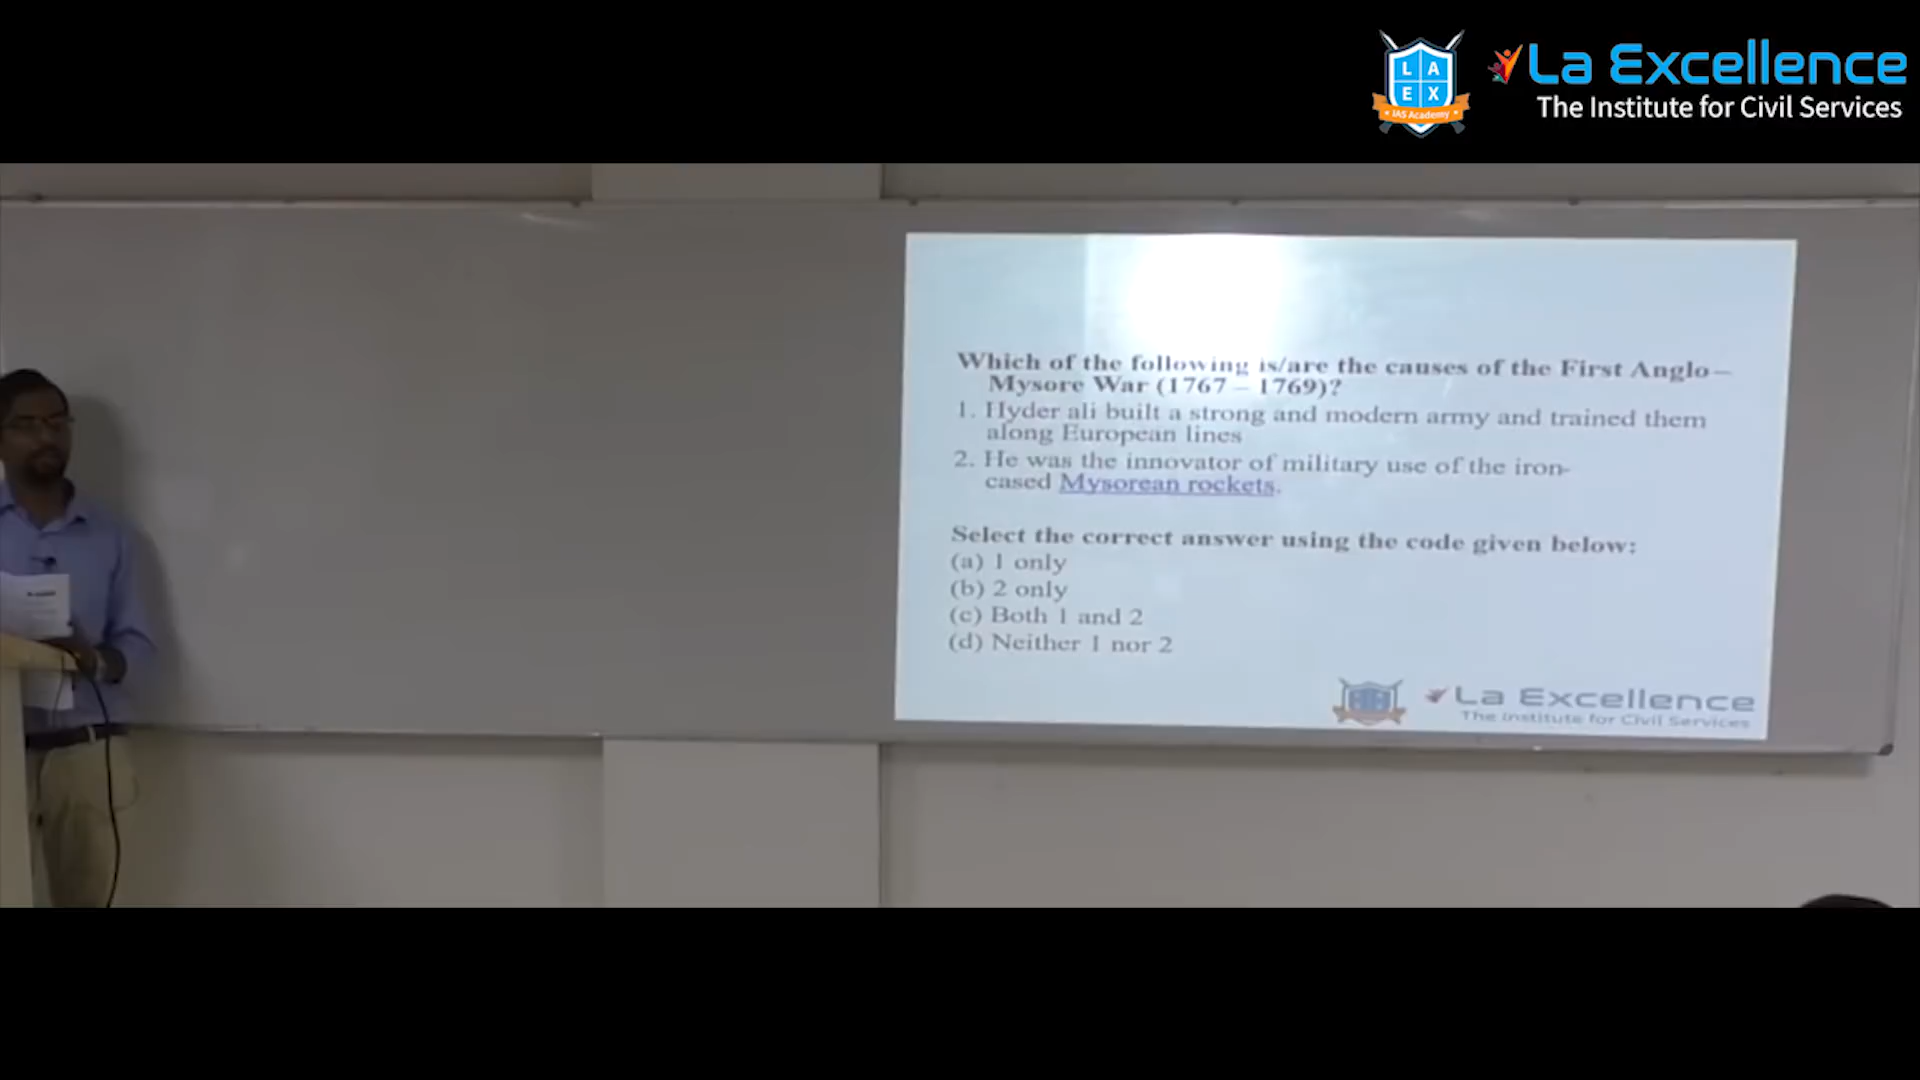 L A
E X
IAS Academy
La Excellence
The Institute for Civil Services
Which of the following is/are the causes of the First Anglo–
Mysore War (1767 – 1769)?
1. Hyder ali built a strong and modern army and trained them
along European lines
2. He was the innovator of military use of the iron-
cased Mysorean rockets.
Select the correct answer using the code given below:
(a) 1 only
(b) 2 only
(c) Both 1 and 2
(d) Neither 1 nor 2
La Excellence
The Institute for Civil Services